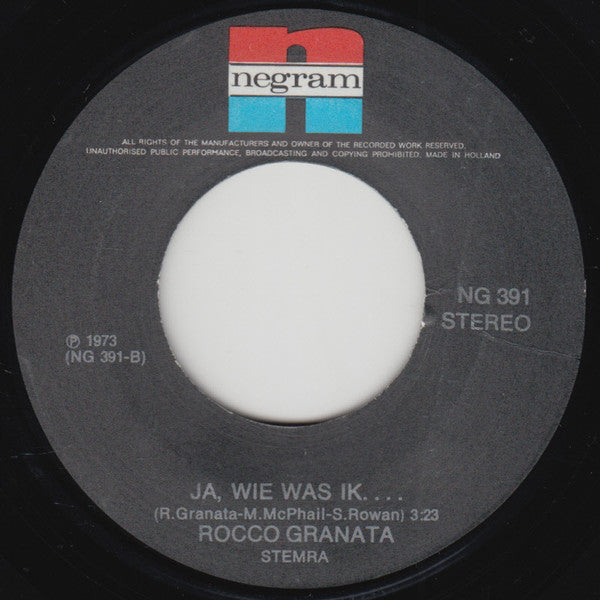 negram
ALL RIGHTS OF THE MANUFACTURERS AND OWNER OF THE RECORDED WORK RESERVED.
UNAUTHORISED PUBLIC PERFORMANCE, BROADCASTING AND COPYING PROHIBITED. MADE IN HOLLAND
NG 391
STEREO
℗ 1973
(NG 391-B)
JA, WIE WAS IK....
(R.Granata-M.McPhail-S.Rowan) 3:23
ROCCO GRANATA
STEMRA